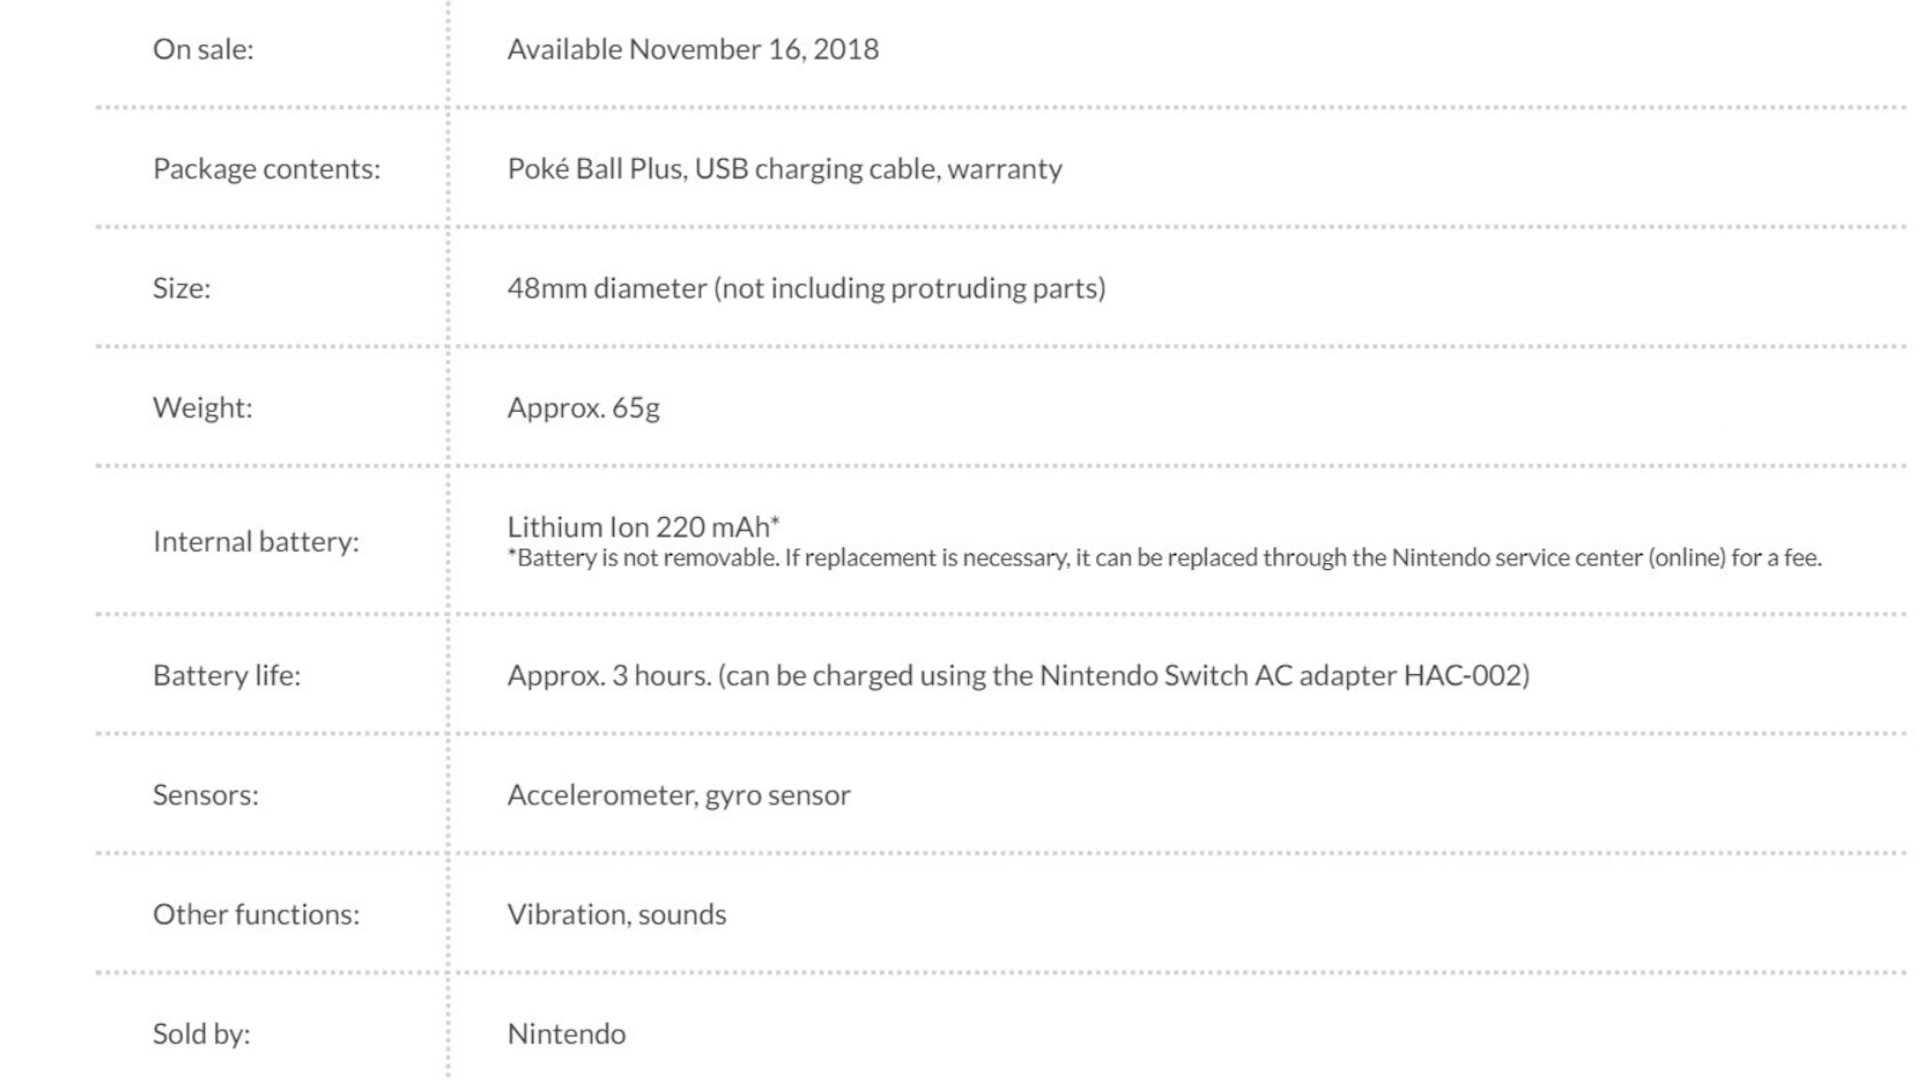 On sale: Available November 16, 2018
Package contents: Poké Ball Plus, USB charging cable, warranty
Size: 48mm diameter (not including protruding parts)
Weight: Approx. 65g
Internal battery: Lithium Ion 220 mAh*
*Battery is not removable. If replacement is necessary, it can be replaced through the Nintendo service center (online) for a fee.
Battery life: Approx. 3 hours. (can be charged using the Nintendo Switch AC adapter HAC-002)
Sensors: Accelerometer, gyro sensor
Other functions: Vibration, sounds
Sold by: Nintendo